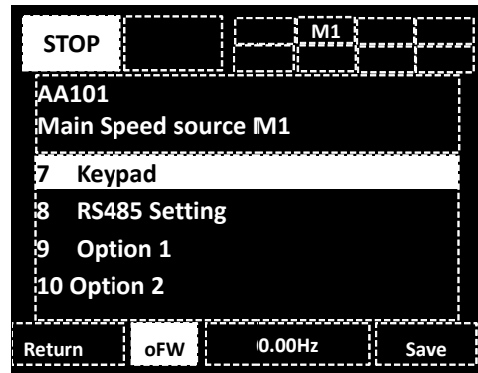 STOP M1
AA101
Main Speed source M1
7 Keypad
8 RS485 Setting
9 Option 1
10 Option 2
Return oFW 0.00Hz Save